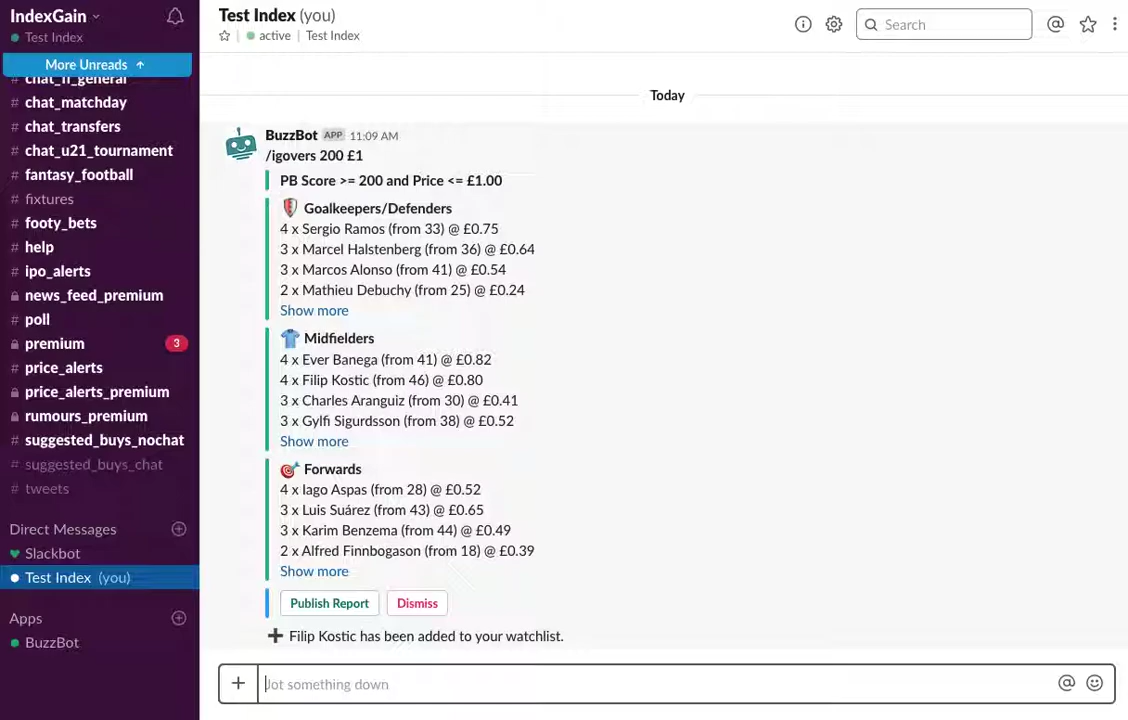 IndexGain
Test Index
More Unreads ↑
# chat_ff_general
# chat_matchday
# chat_transfers
# chat_u21_tournament
# fantasy_football
# fixtures
# footy_bets
# help
# ipo_alerts
news_feed_premium
# poll
premium 3
# price_alerts
price_alerts_premium
rumours_premium
# suggested_buys_nochat
# suggested_buys_chat
# tweets
Direct Messages
Slackbot
Test Index (you)
Apps
BuzzBot
Test Index (you)
active | Test Index
Search
Today
BuzzBot APP 11:09 AM
/igovers 200 £1
PB Score >= 200 and Price <= £1.00
Goalkeepers/Defenders
4 x Sergio Ramos (from 33) @ £0.75
3 x Marcel Halstenberg (from 36) @ £0.64
3 x Marcos Alonso (from 41) @ £0.54
2 x Mathieu Debuchy (from 25) @ £0.24
Show more
Midfielders
4 x Ever Banega (from 41) @ £0.82
4 x Filip Kostic (from 46) @ £0.80
3 x Charles Aranguiz (from 30) @ £0.41
3 x Gylfi Sigurdsson (from 38) @ £0.52
Show more
Forwards
4 x Iago Aspas (from 28) @ £0.52
3 x Luis Suárez (from 43) @ £0.65
3 x Karim Benzema (from 44) @ £0.49
2 x Alfred Finnbogason (from 18) @ £0.39
Show more
Publish Report Dismiss
Filip Kostic has been added to your watchlist.
Jot something down